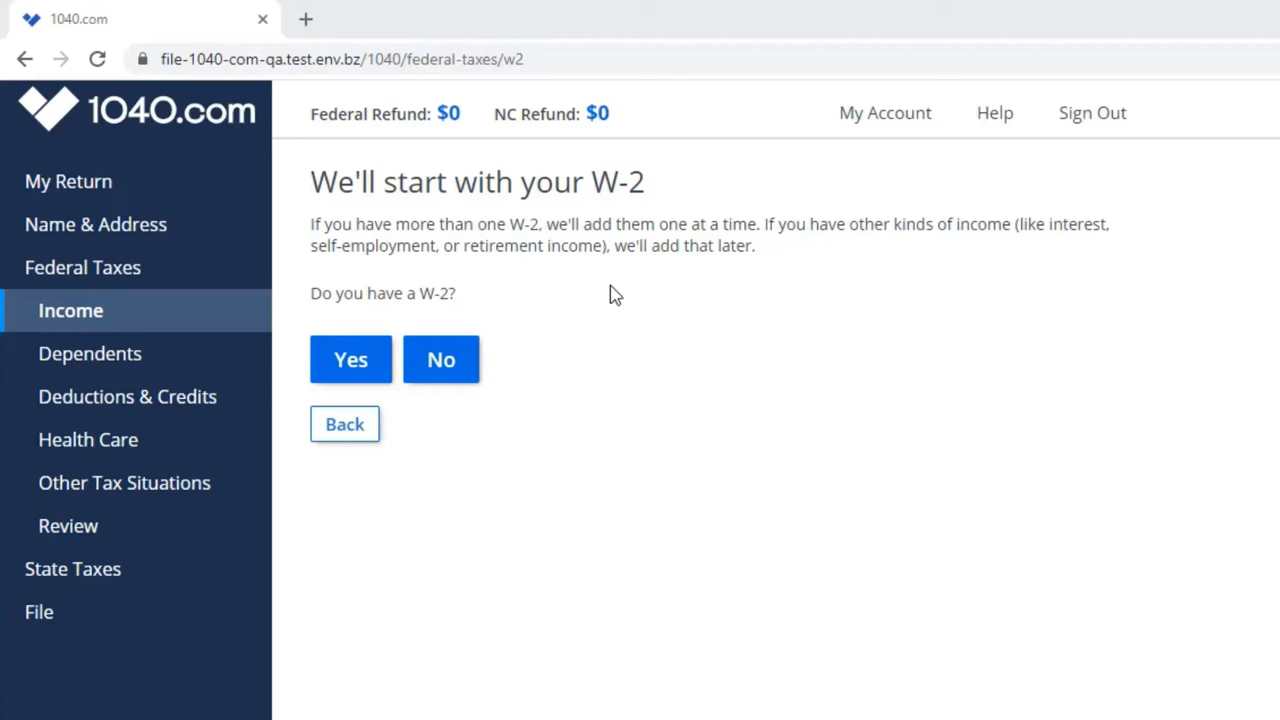 1040.com
file-1040-com-qa.test.env.bz/1040/federal-taxes/w2
1040.com
Federal Refund: $0
NC Refund: $0
My Account
Help
Sign Out
My Return
Name & Address
Federal Taxes
Income
Dependents
Deductions & Credits
Health Care
Other Tax Situations
Review
State Taxes
File
We'll start with your W-2
If you have more than one W-2, we'll add them one at a time. If you have other kinds of income (like interest,
self-employment, or retirement income), we'll add that later.
Do you have a W-2?
Yes
No
Back